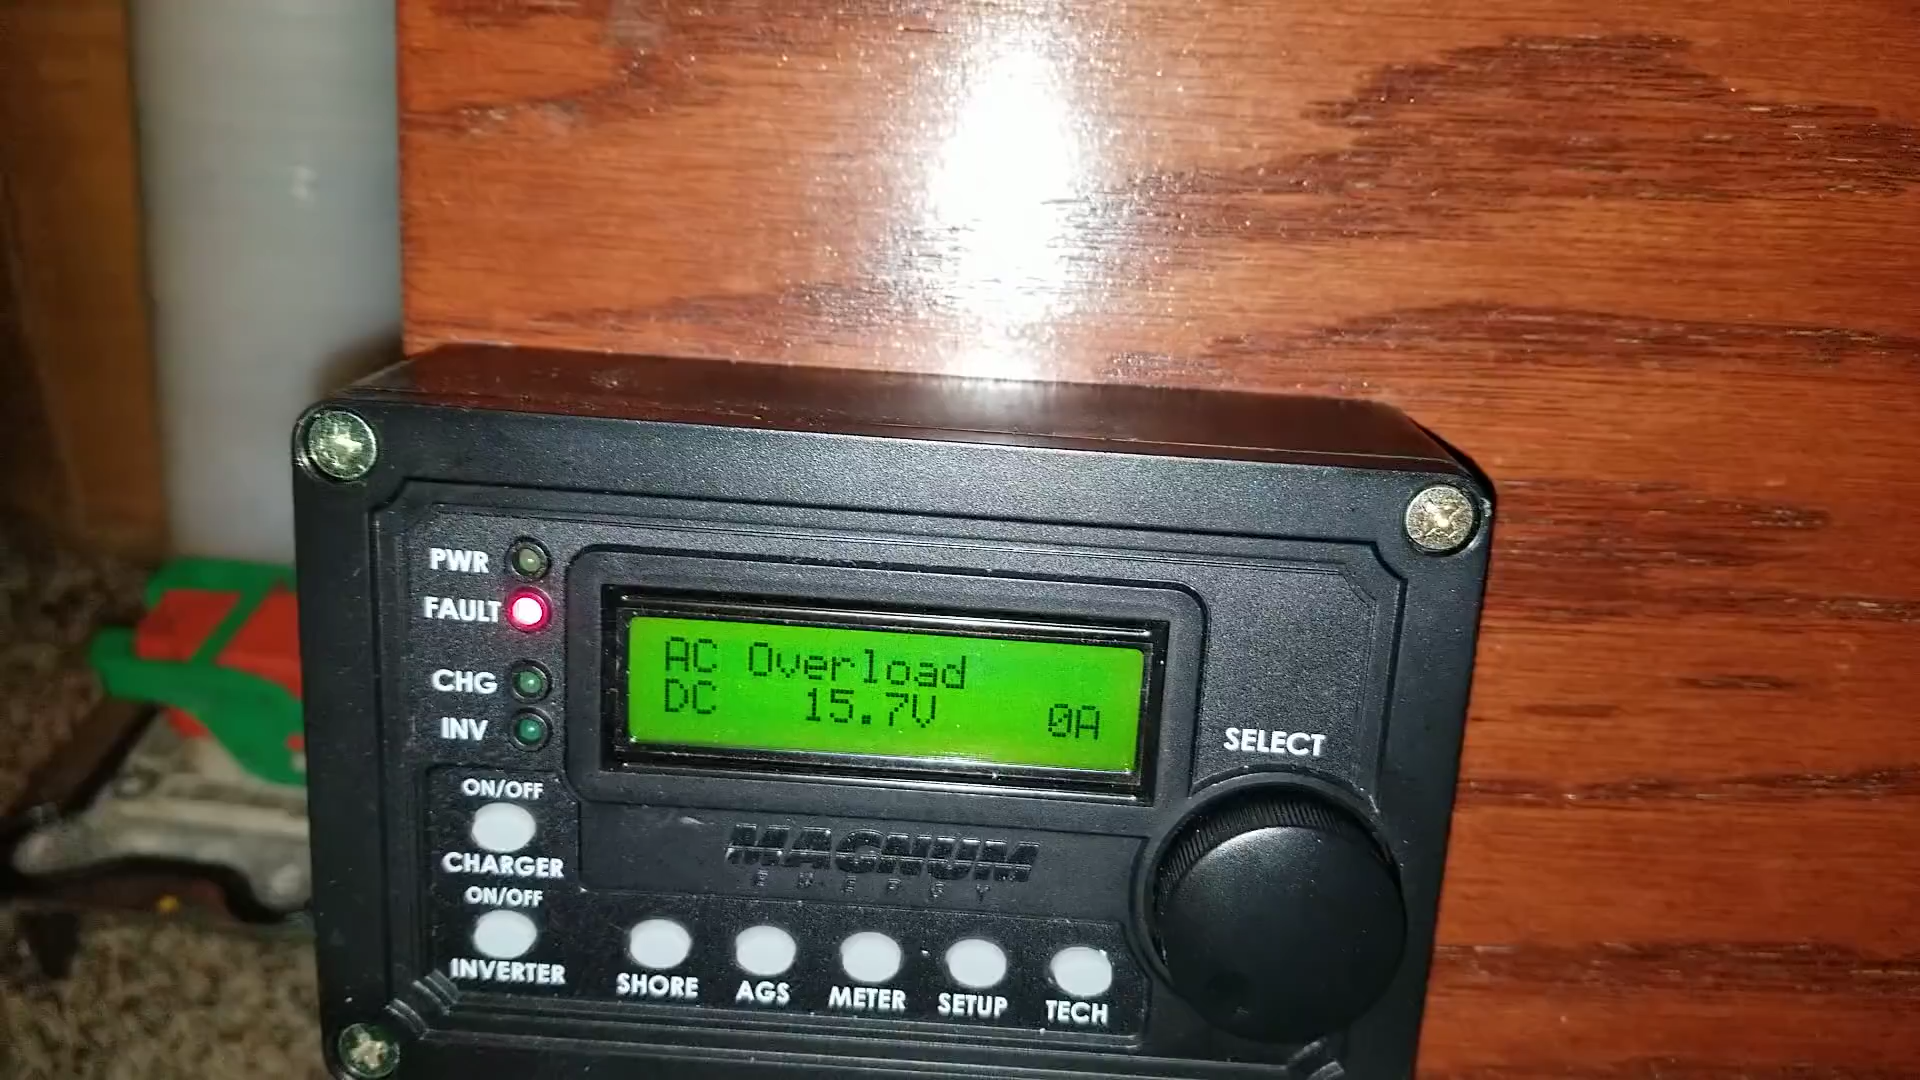 PWR
FAULT
CHG
INV
AC Overload
DC 15.7V 0A
SELECT
ON/OFF
CHARGER
ON/OFF
INVERTER
MAGNUM
ENERGY
SHORE
AGS
METER
SETUP
TECH